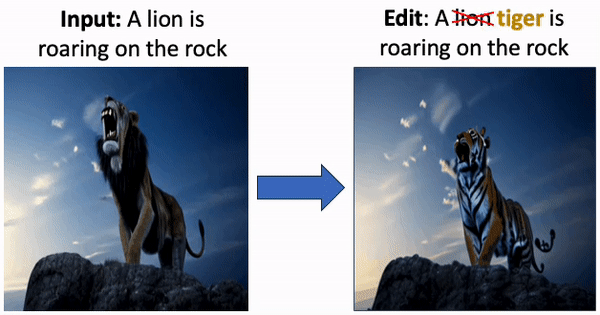 Input: A lion is
roaring on the rock
Edit: A lion tiger is
roaring on the rock